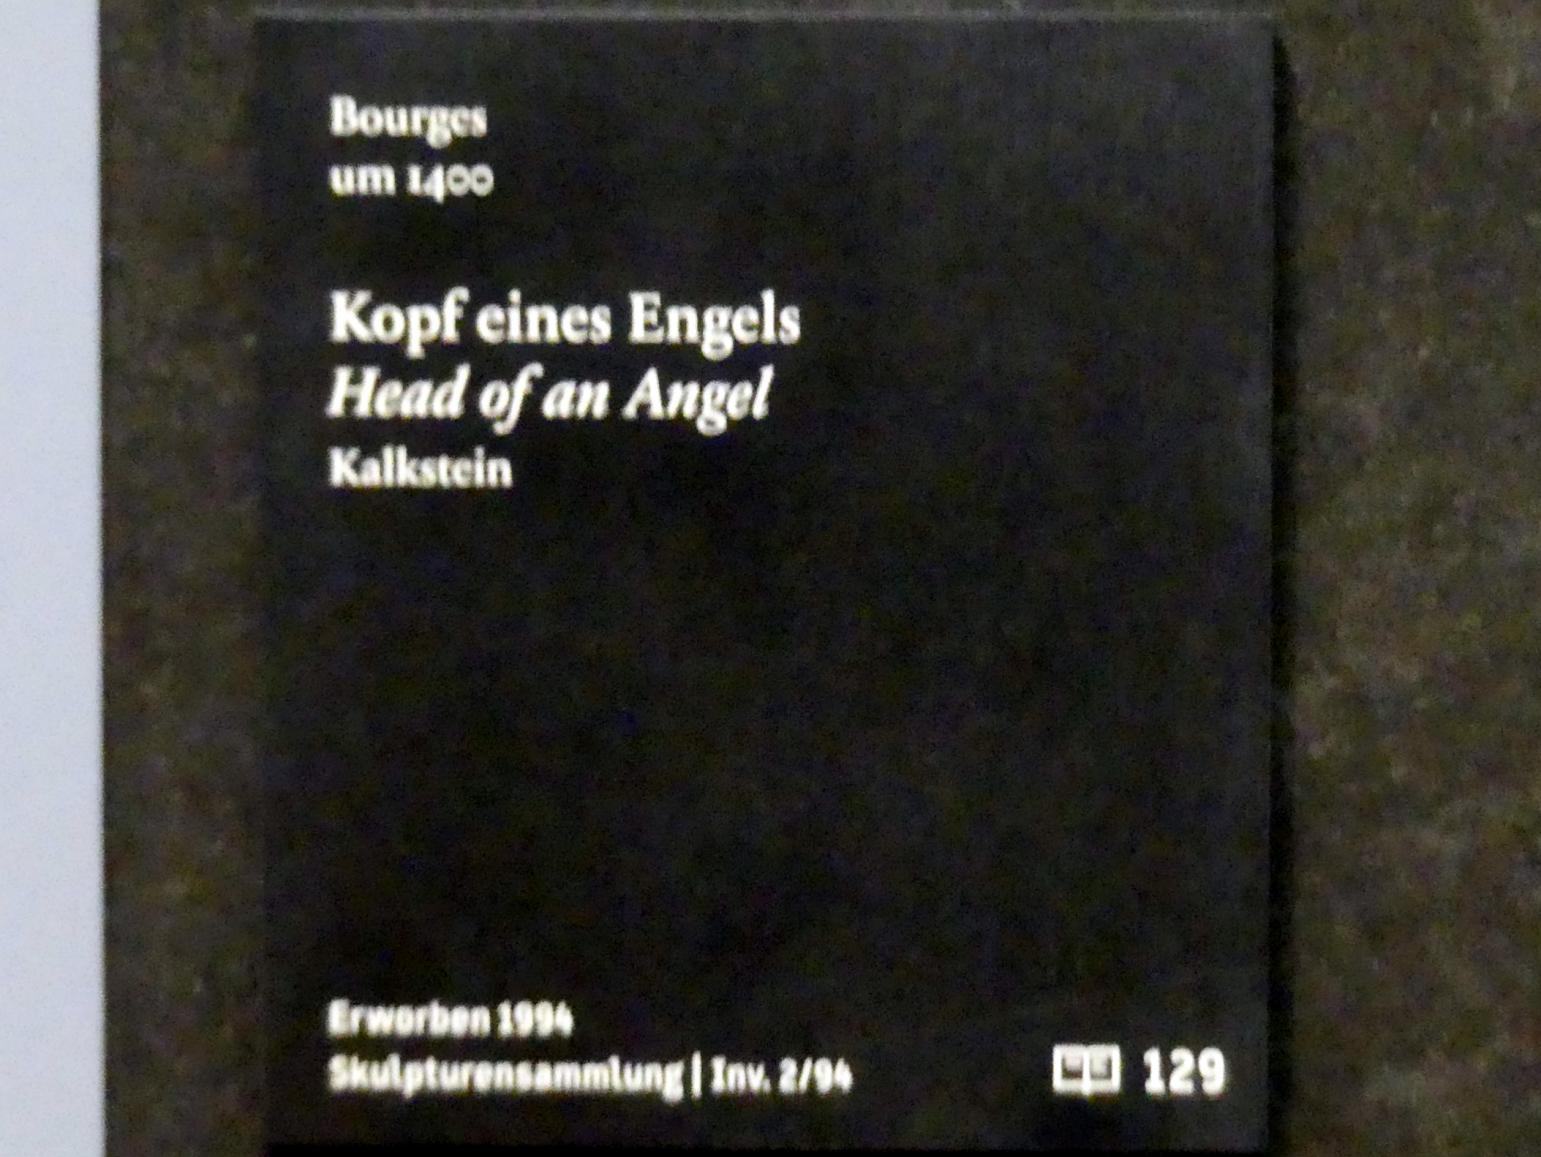 Bourges
um 1400
Kopf eines Engels
Head of an Angel
Kalkstein
Erworben 1994
Skulpturensammlung | Inv. 2/94
129